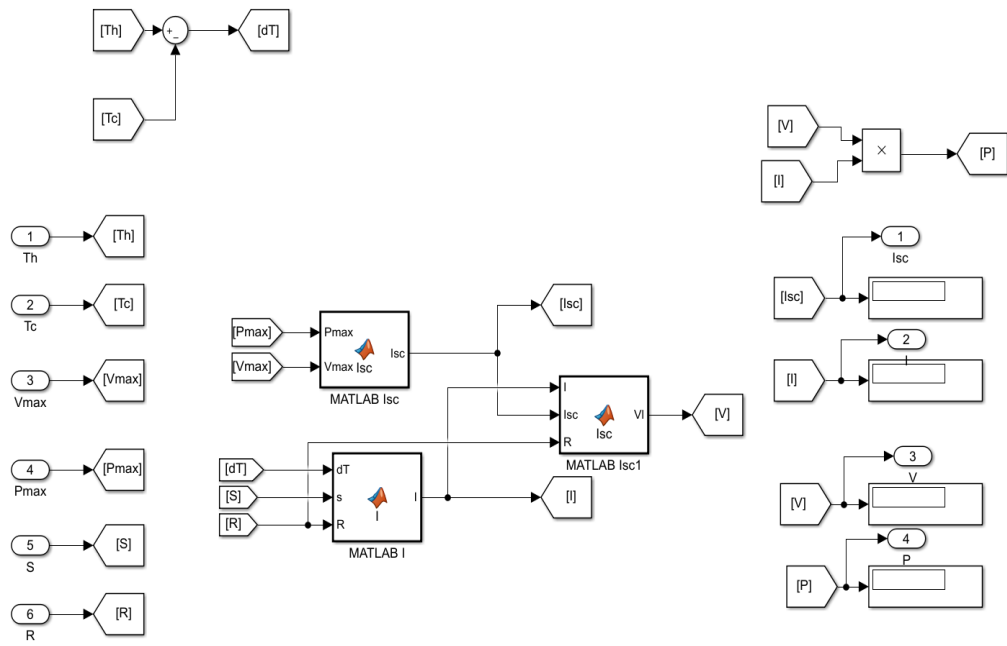 [Th]
+
−
[dT]
[Tc]
[V]
×
[P]
[I]
1
Th
[Th]
1
Isc
2
Tc
[Tc]
[Isc]
[Isc]
[Pmax]
Pmax
Isc
[Vmax]
Vmax
Isc
MATLAB Isc
2
I
[I]
3
Vmax
[Vmax]
I
Isc
R
Isc
VI
MATLAB Isc1
[V]
4
Pmax
[Pmax]
[dT]
dT
[S]
s
I
I
[R]
R
MATLAB I
[I]
3
V
[V]
5
S
[S]
4
P
[P]
6
R
[R]